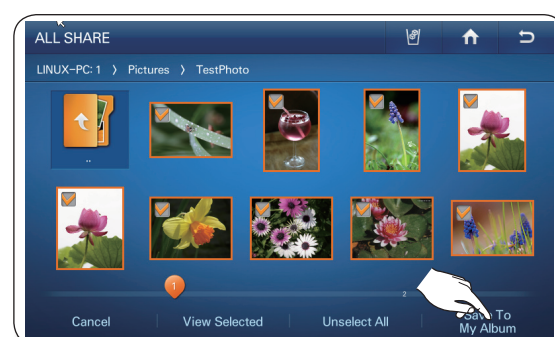 ALL SHARE
LINUX-PC: 1 > Pictures > TestPhoto
..
1
2
Cancel
View Selected
Unselect All
Save To
My Album